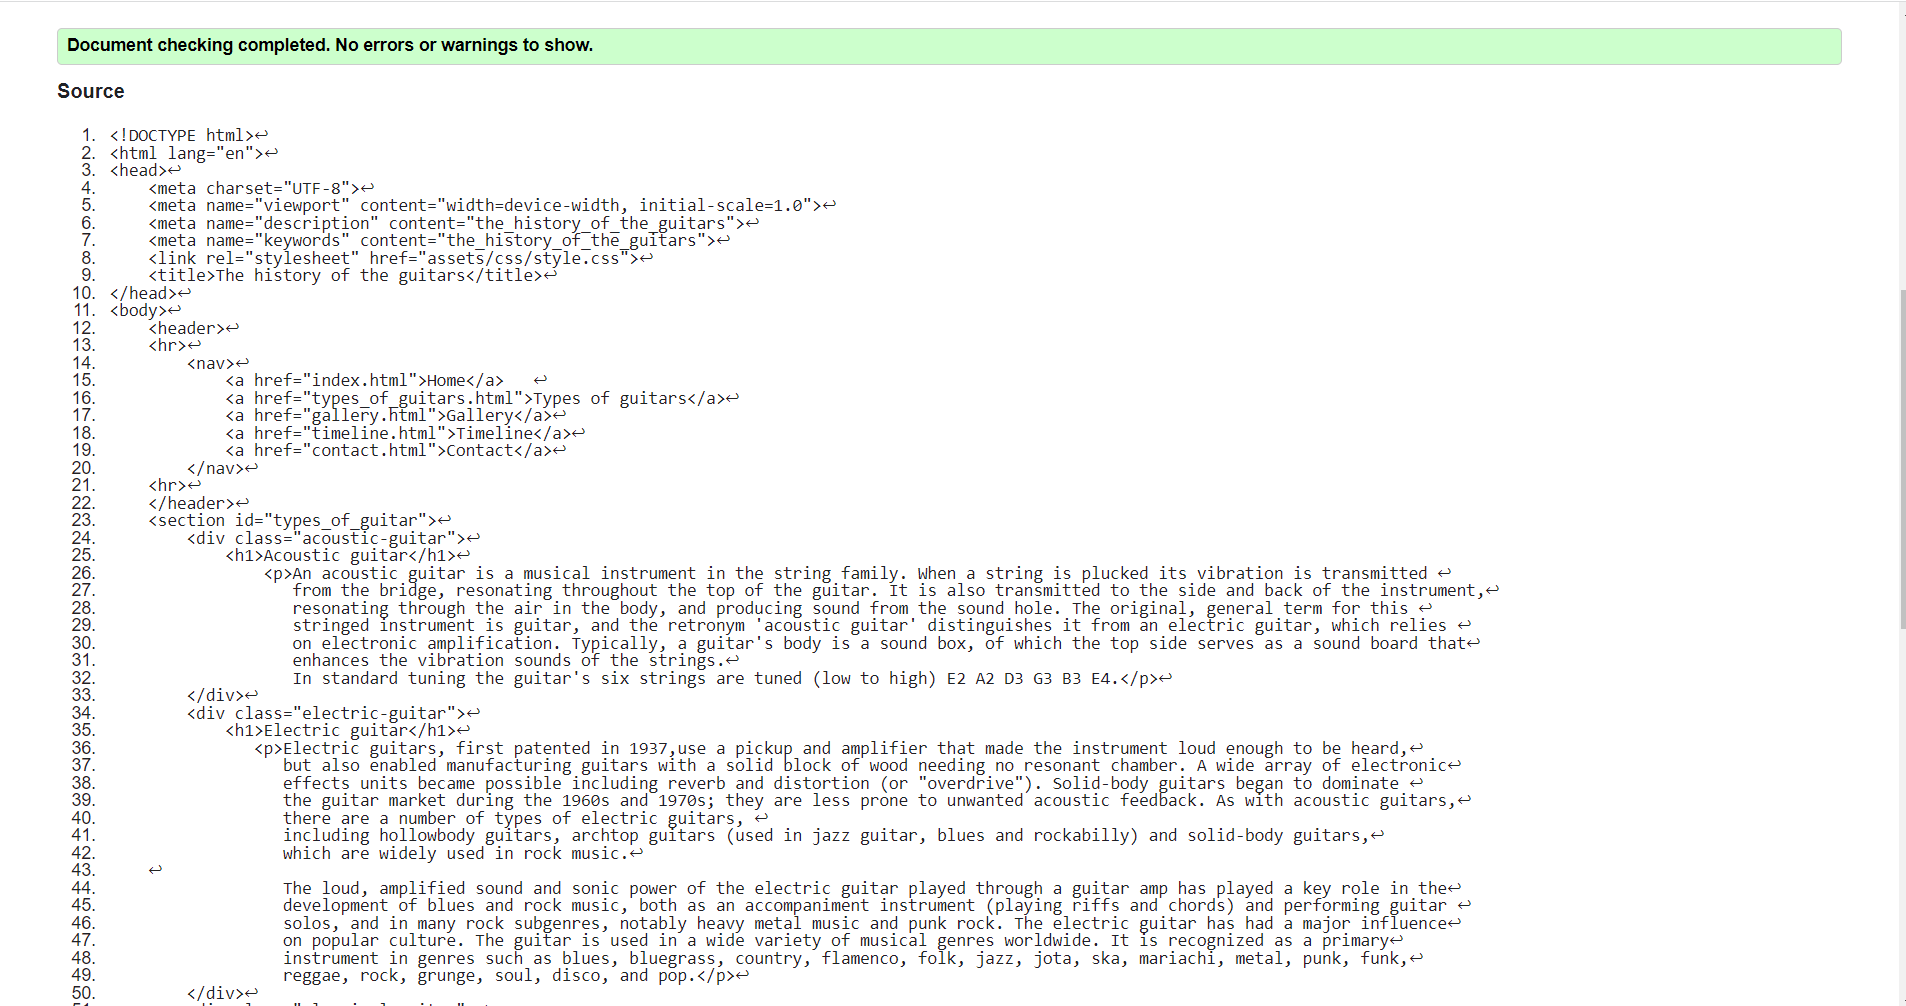 Document checking completed. No errors or warnings to show.
Source
1. <!DOCTYPE html>↩
2. <html lang="en">↩
3. <head>↩
4. <meta charset="UTF-8">↩
5. <meta name="viewport" content="width=device-width, initial-scale=1.0">↩
6. <meta name="description" content="the_history_of_the_guitars">↩
7. <meta name="keywords" content="the_history_of_the_guitars">↩
8. <link rel="stylesheet" href="assets/css/style.css">↩
9. <title>The history of the guitars</title>↩
10. </head>↩
11. <body>↩
12. <header>↩
13. <hr>↩
14. <nav>↩
15. <a href="index.html">Home</a> ↩
16. <a href="types_of_guitars.html">Types of guitars</a>↩
17. <a href="gallery.html">Gallery</a>↩
18. <a href="timeline.html">Timeline</a>↩
19. <a href="contact.html">Contact</a>↩
20. </nav>↩
21. <hr>↩
22. </header>↩
23. <section id="types_of_guitar">↩
24. <div class="acoustic-guitar">↩
25. <h1>Acoustic guitar</h1>↩
26. <p>An acoustic guitar is a musical instrument in the string family. When a string is plucked its vibration is transmitted ↩
27. from the bridge, resonating throughout the top of the guitar. It is also transmitted to the side and back of the instrument,↩
28. resonating through the air in the body, and producing sound from the sound hole. The original, general term for this ↩
29. stringed instrument is guitar, and the retronym 'acoustic guitar' distinguishes it from an electric guitar, which relies ↩
30. on electronic amplification. Typically, a guitar's body is a sound box, of which the top side serves as a sound board that↩
31. enhances the vibration sounds of the strings.↩
32. In standard tuning the guitar's six strings are tuned (low to high) E2 A2 D3 G3 B3 E4.</p>↩
33. </div>↩
34. <div class="electric-guitar">↩
35. <h1>Electric guitar</h1>↩
36. <p>Electric guitars, first patented in 1937,use a pickup and amplifier that made the instrument loud enough to be heard,↩
37. but also enabled manufacturing guitars with a solid block of wood needing no resonant chamber. A wide array of electronic↩
38. effects units became possible including reverb and distortion (or "overdrive"). Solid-body guitars began to dominate ↩
39. the guitar market during the 1960s and 1970s; they are less prone to unwanted acoustic feedback. As with acoustic guitars,↩
40. there are a number of types of electric guitars, ↩
41. including hollowbody guitars, archtop guitars (used in jazz guitar, blues and rockabilly) and solid-body guitars,↩
42. which are widely used in rock music.↩
43. ↩
44. The loud, amplified sound and sonic power of the electric guitar played through a guitar amp has played a key role in the↩
45. development of blues and rock music, both as an accompaniment instrument (playing riffs and chords) and performing guitar ↩
46. solos, and in many rock subgenres, notably heavy metal music and punk rock. The electric guitar has had a major influence↩
47. on popular culture. The guitar is used in a wide variety of musical genres worldwide. It is recognized as a primary↩
48. instrument in genres such as blues, bluegrass, country, flamenco, folk, jazz, jota, ska, mariachi, metal, punk, funk,↩
49. reggae, rock, grunge, soul, disco, and pop.</p>↩
50. </div>↩